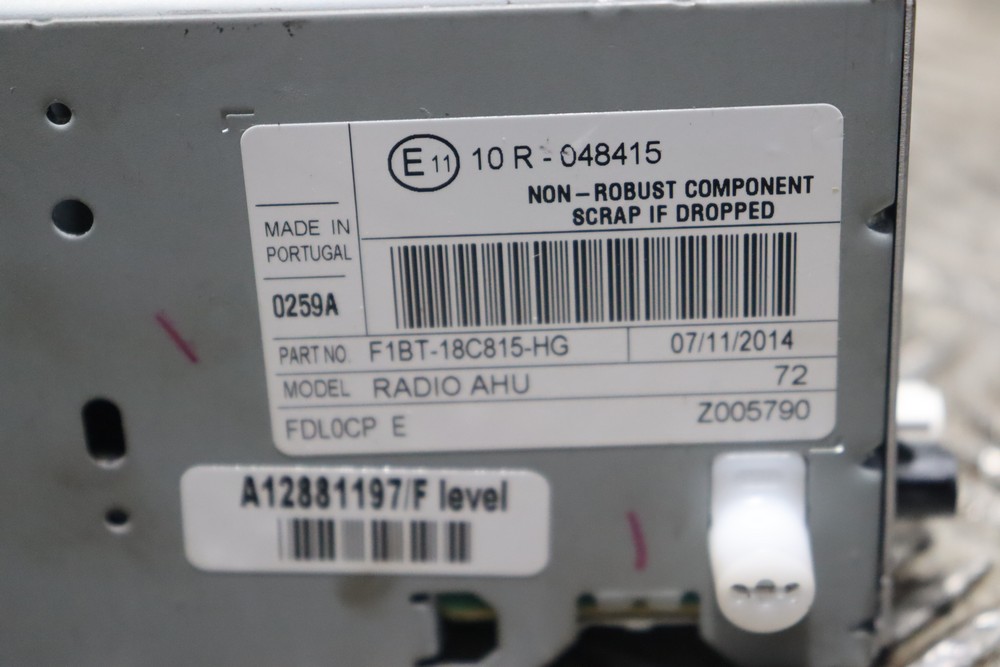 E 11 10 R - 048415
NON-ROBUST COMPONENT
SCRAP IF DROPPED
MADE IN
PORTUGAL
0259A
PART NO. F1BT-18C815-HG 07/11/2014
MODEL RADIO AHU 72
FDL0CP E Z005790
A12881197/F level